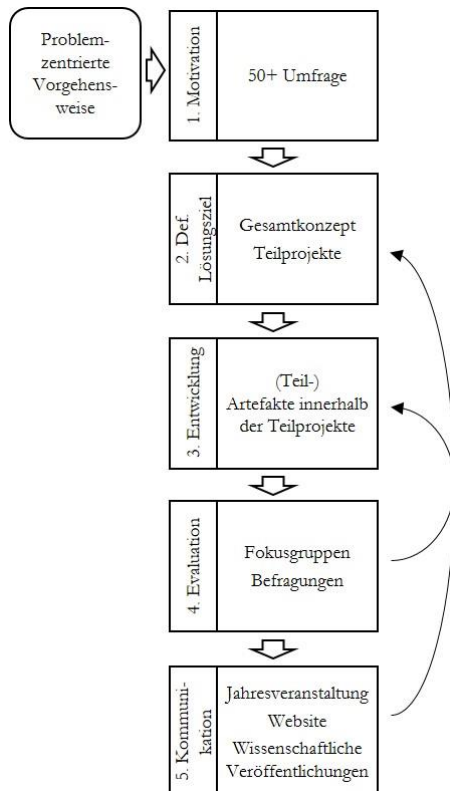 Problem-
zentrierte
Vorgehens-
weise
1. Motivation
50+ Umfrage
2. Def.
Lösungsziel
Gesamtkonzept
Teilprojekte
3. Entwicklung
(Teil-)
Artefakte innerhalb
der Teilprojekte
4. Evaluation
Fokusgruppen
Befragungen
5. Kommuni-
kation
Jahresveranstaltung
Website
Wissenschaftliche
Veröffentlichungen